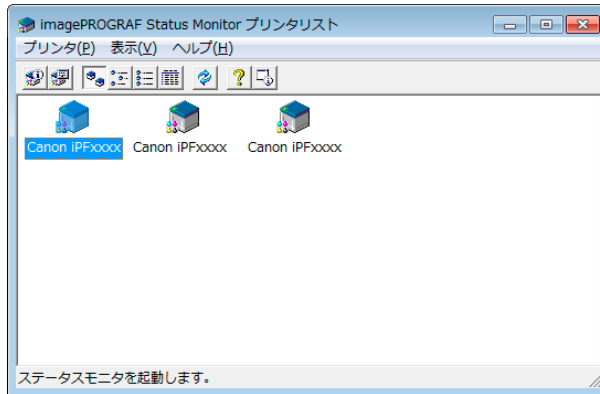 imagePROGRAF Status Monitor プリンタリスト
プリンタ(P) 表示(V) ヘルプ(H)
Canon iPFxxxx Canon iPFxxxx Canon iPFxxxx
ステータスモニタを起動します。